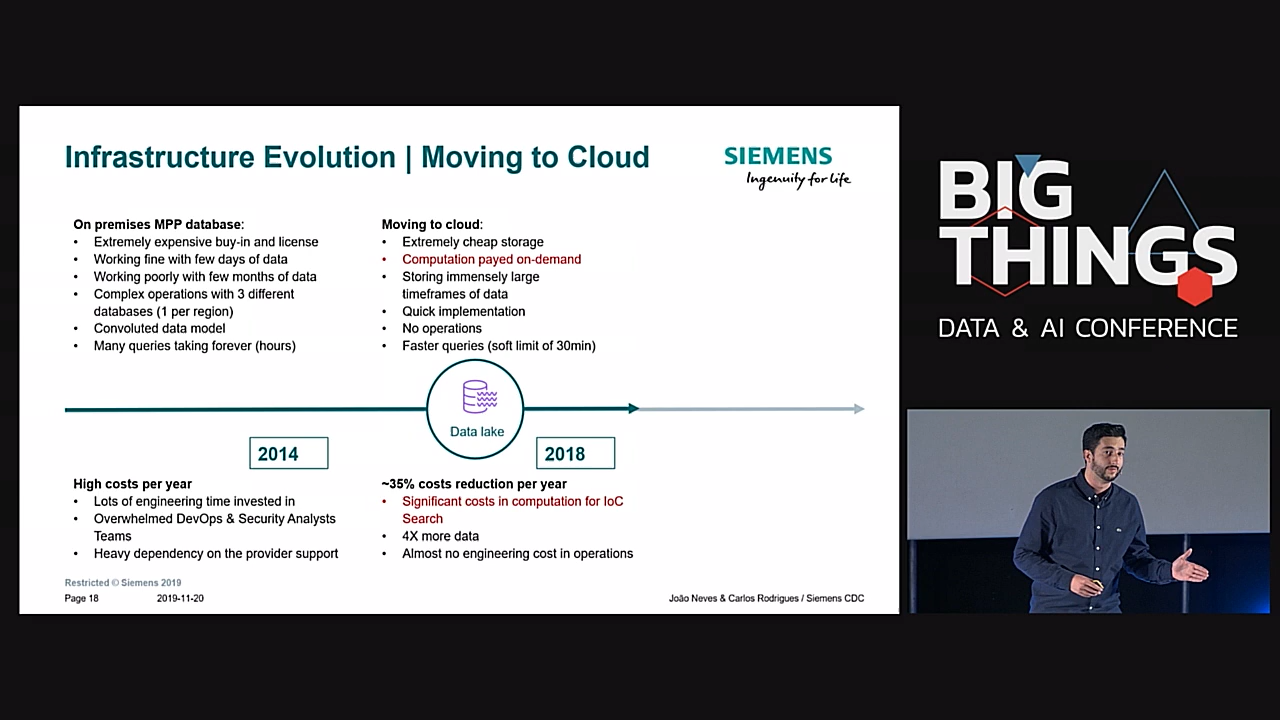 Infrastructure Evolution | Moving to Cloud
SIEMENS
Ingenuity for life
On premises MPP database:
• Extremely expensive buy-in and license
• Working fine with few days of data
• Working poorly with few months of data
• Complex operations with 3 different
databases (1 per region)
• Convoluted data model
• Many queries taking forever (hours)
Moving to cloud:
• Extremely cheap storage
• Computation payed on-demand
• Storing immensely large
timeframes of data
• Quick implementation
• No operations
• Faster queries (soft limit of 30min)
Data lake
2014
2018
High costs per year
• Lots of engineering time invested in
• Overwhelmed DevOps & Security Analysts
Teams
• Heavy dependency on the provider support
~35% costs reduction per year
• Significant costs in computation for IoC
Search
• 4X more data
• Almost no engineering cost in operations
Restricted © Siemens 2019
Page 18
2019-11-20
João Neves & Carlos Rodrigues / Siemens CDC
BIG
THINGS
DATA & AI CONFERENCE